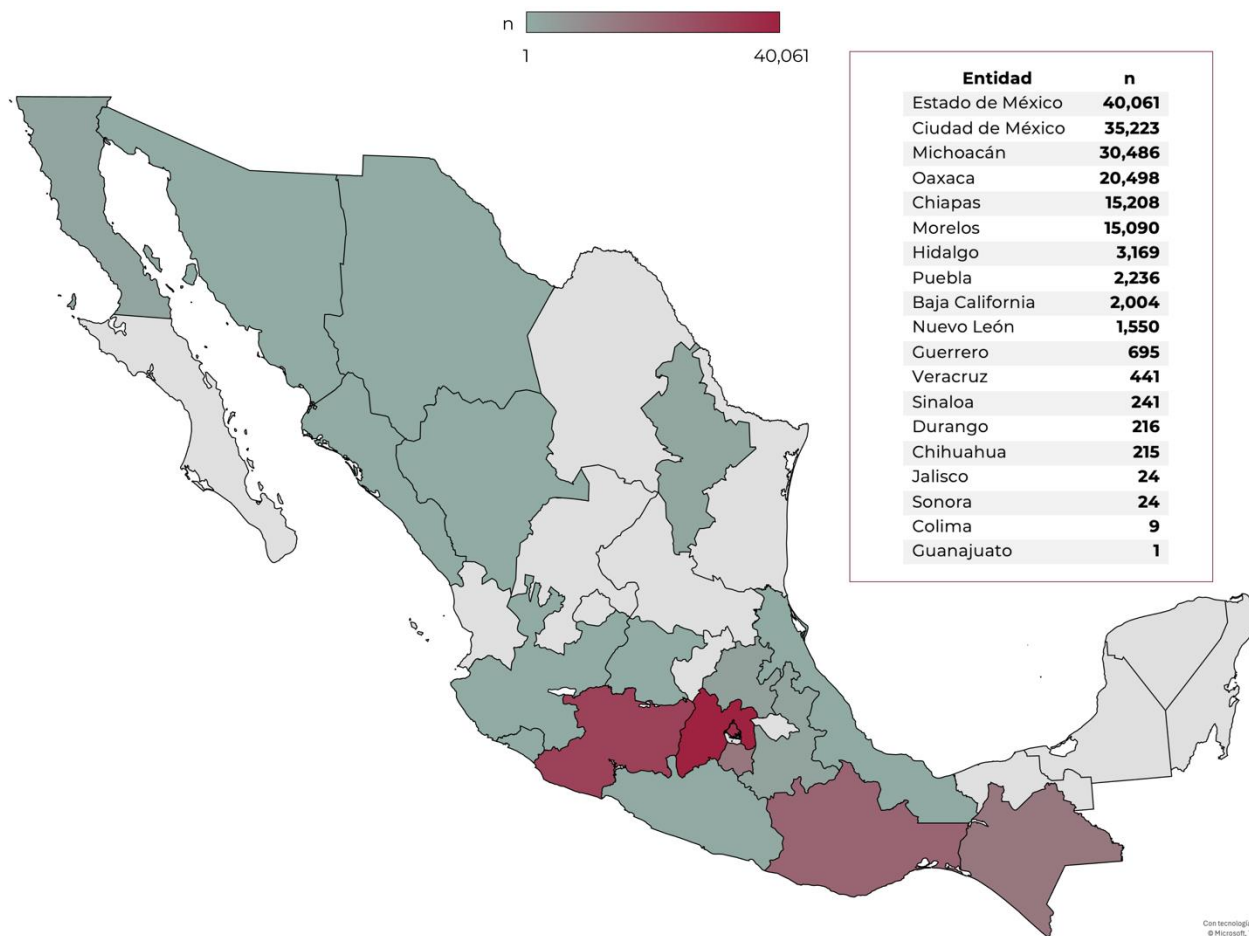 n
1 40,061
Entidad n
Estado de México 40,061
Ciudad de México 35,223
Michoacán 30,486
Oaxaca 20,498
Chiapas 15,208
Morelos 15,090
Hidalgo 3,169
Puebla 2,236
Baja California 2,004
Nuevo León 1,550
Guerrero 695
Veracruz 441
Sinaloa 241
Durango 216
Chihuahua 215
Jalisco 24
Sonora 24
Colima 9
Guanajuato 1
Con tecnología
© Microsoft,